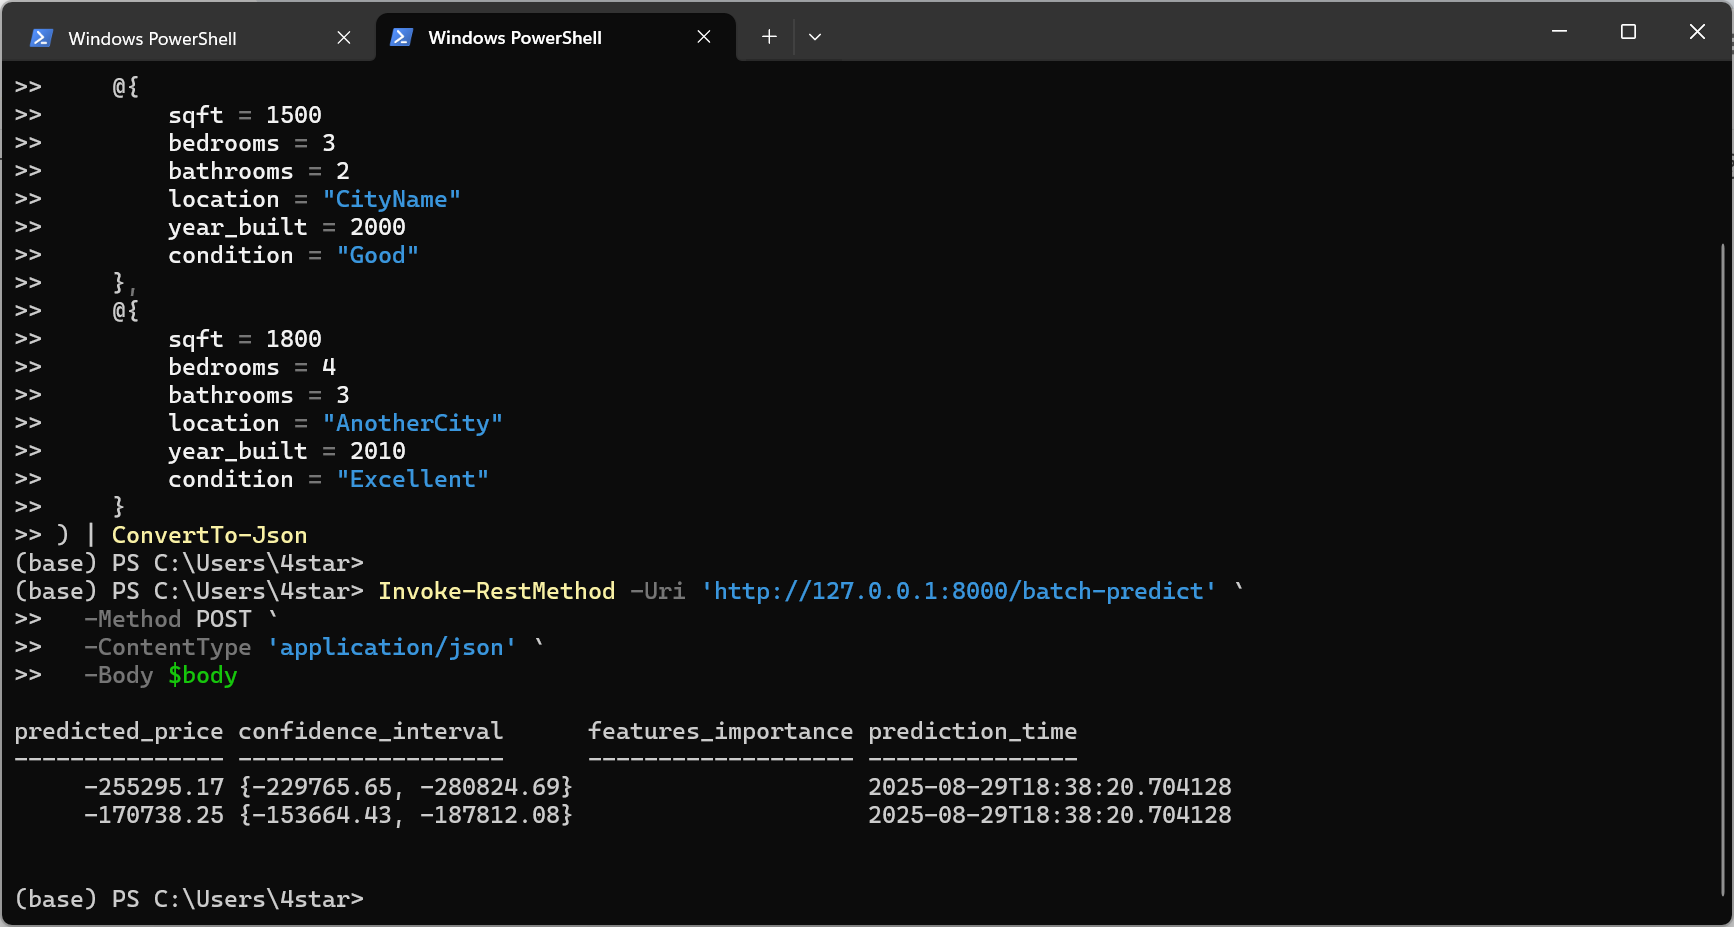 Windows PowerShell
Windows PowerShell
>>     @{
>>         sqft = 1500
>>         bedrooms = 3
>>         bathrooms = 2
>>         location = "CityName"
>>         year_built = 2000
>>         condition = "Good"
>>     },
>>     @{
>>         sqft = 1800
>>         bedrooms = 4
>>         bathrooms = 3
>>         location = "AnotherCity"
>>         year_built = 2010
>>         condition = "Excellent"
>>     }
>> ) | ConvertTo-Json
(base) PS C:\Users\4star>
(base) PS C:\Users\4star> Invoke-RestMethod -Uri 'http://127.0.0.1:8000/batch-predict' `
>>   -Method POST `
>>   -ContentType 'application/json' `
>>   -Body $body
predicted_price confidence_interval      features_importance prediction_time
--------------- -------------------      ------------------- ---------------
     -255295.17 {-229765.65, -280824.69}                     2025-08-29T18:38:20.704128
     -170738.25 {-153664.43, -187812.08}                     2025-08-29T18:38:20.704128
(base) PS C:\Users\4star>